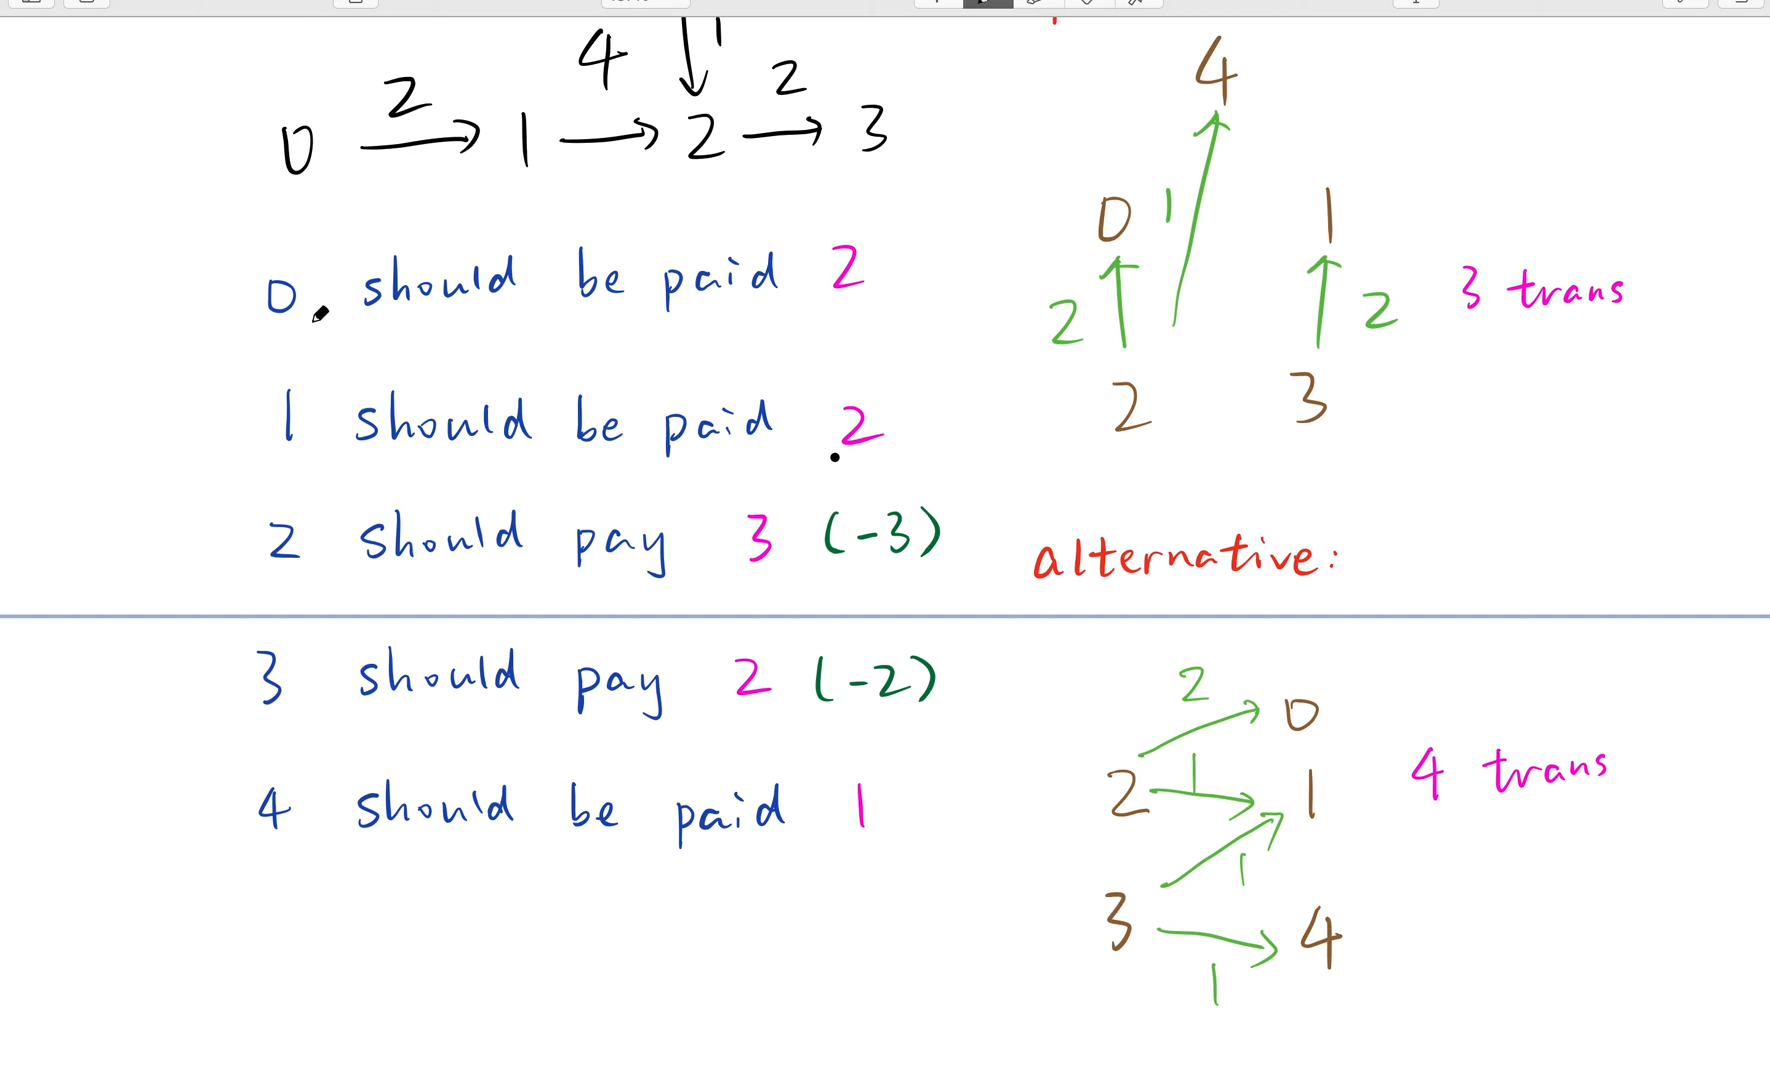 4 1
2 2
0 1 2 3
0 should be paid 2
1 should be paid 2
2 should pay 3 (-3)
3 should pay 2 (-2)
4 should be paid 1
4
0 1 1
2 2 3 trans
2 3
alternative:
2 0
2 1 1 4 trans
1
3 4
1